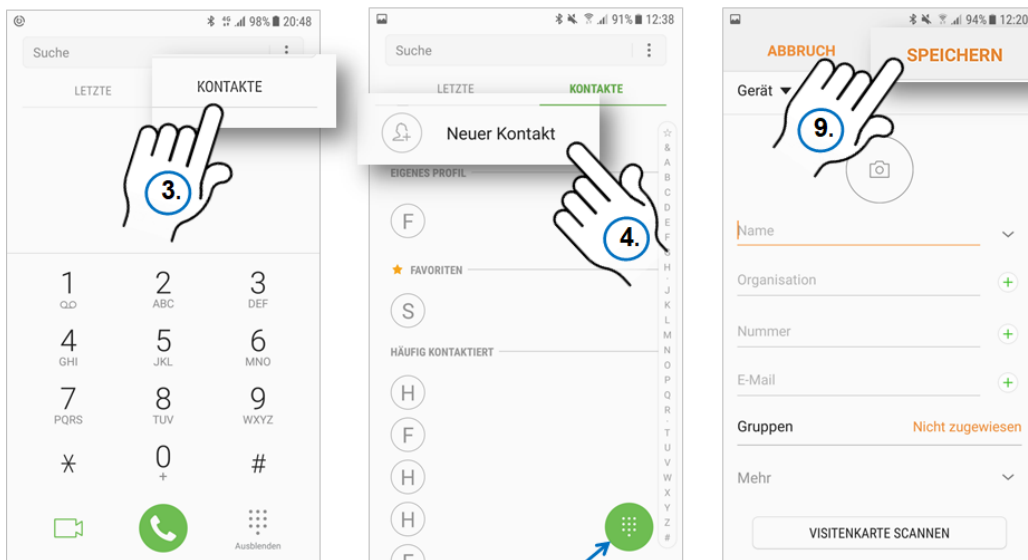 98% 20:48
Suche
LETZTE
KONTAKTE
3.
1
2 ABC
3 DEF
4 GHI
5 JKL
6 MNO
7 PQRS
8 TUV
9 WXYZ
*
0 +
#
Ausblenden
91% 12:38
Suche
LETZTE
KONTAKTE
Neuer Kontakt
EIGENES PROFIL
F
4.
FAVORITEN
S
HÄUFIG KONTAKTIERT
H
F
H
H
F
&
A
B
C
D
E
F
G
H
J
K
L
M
N
O
P
Q
R
T
U
V
W
X
Y
Z
#
94% 12:20
ABBRUCH
SPEICHERN
Gerät
9.
Name
Organisation
Nummer
E-Mail
Gruppen
Nicht zugewiesen
Mehr
VISITENKARTE SCANNEN